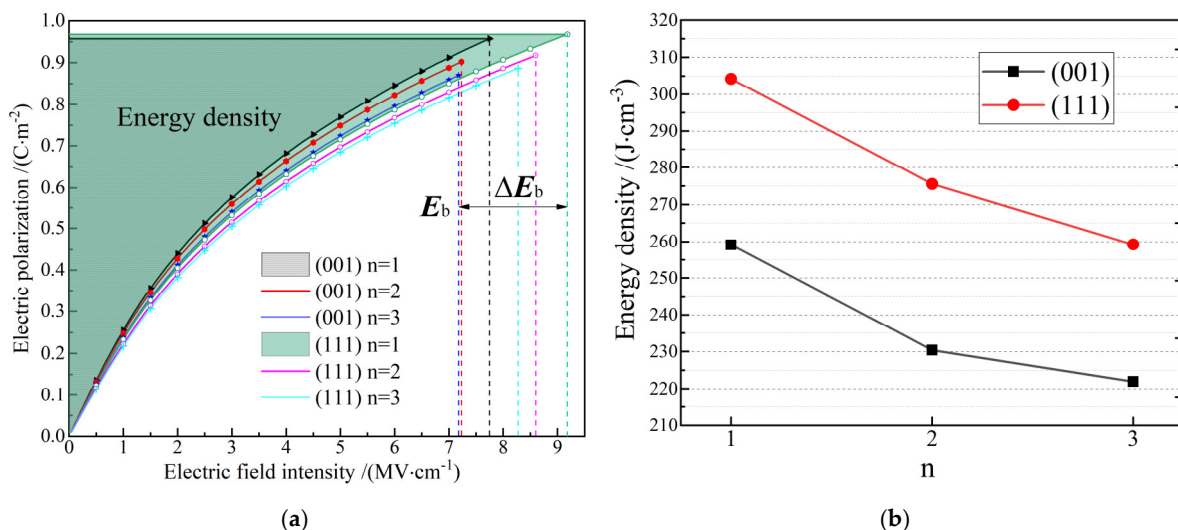 Electric polarization /(C·m⁻²)
1.0
0.9
0.8
0.7
0.6
0.5
0.4
0.3
0.2
0.1
0.0
Energy density
E_b
ΔE_b
(001) n=1
(001) n=2
(001) n=3
(111) n=1
(111) n=2
(111) n=3
0 1 2 3 4 5 6 7 8 9
Electric field intensity /(MV·cm⁻¹)
(a)
Energy density /(J·cm⁻³)
320
310
305
300
290
280
270
260
250
240
230
220
210
(001)
(111)
1 2 3
n
(b)